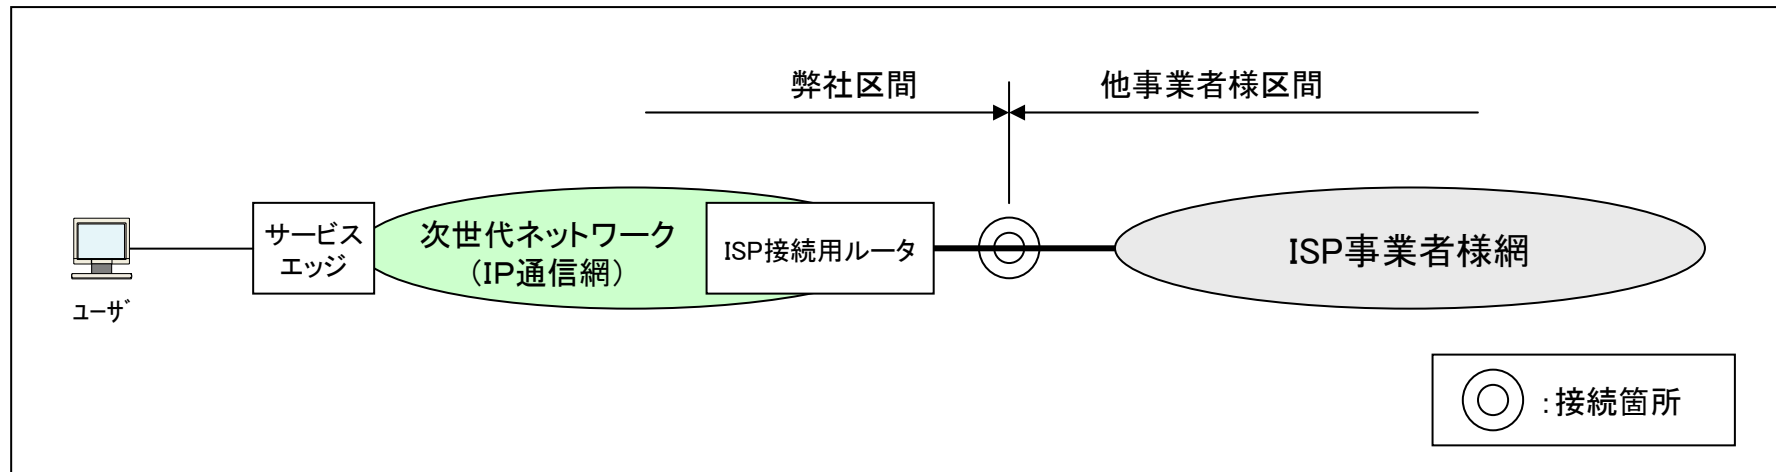 弊社区間
他事業者様区間
サービス
エッジ
次世代ネットワーク
(IP通信網)
ISP接続用ルータ
ISP事業者様網
ユーザ
:接続箇所